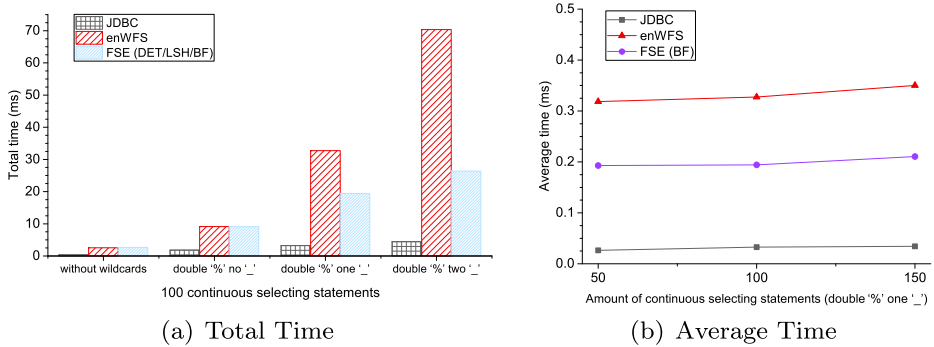 JDBC
enWFS
FSE (DET/LSH/BF)
Total time (ms)
70
60
50
40
30
20
10
0
without wildcards
double ‘%’ no ‘_’
double ‘%’ one ‘_’
double ‘%’ two ‘_’
100 continuous selecting statements
(a) Total Time
JDBC
enWFS
FSE (BF)
Average time (ms)
0.5
0.4
0.3
0.2
0.1
0.0
50
100
150
Amount of continuous selecting statements (double ‘%’ one ‘_’)
(b) Average Time